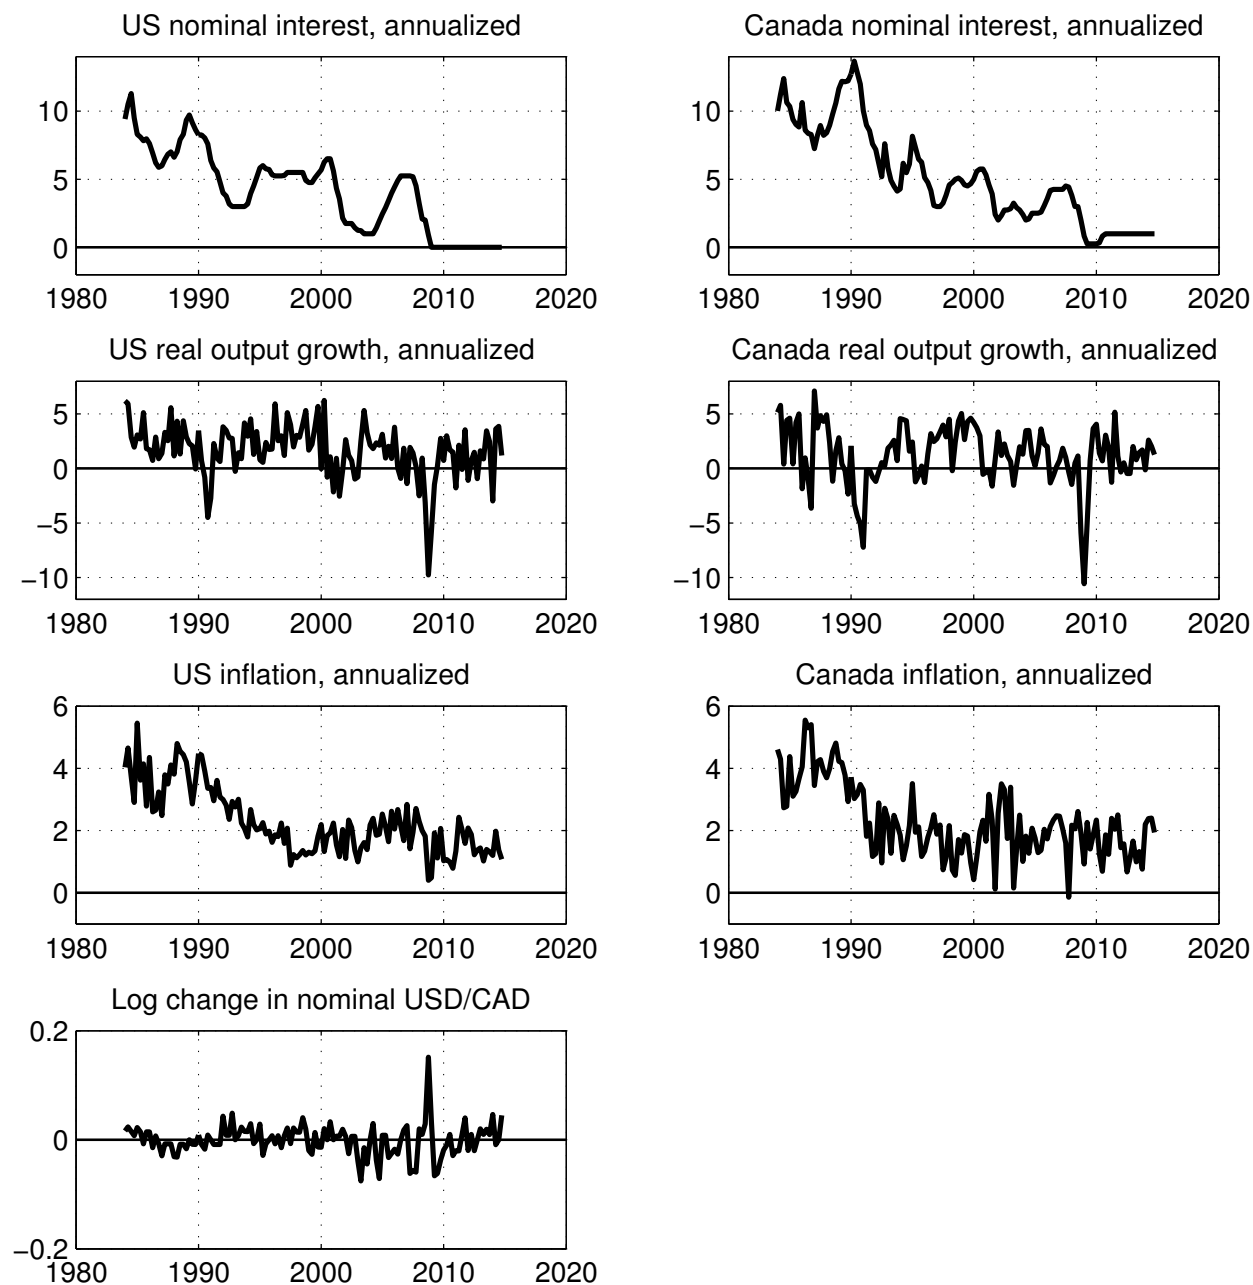 US nominal interest, annualized
10
5
0
1980 1990 2000 2010 2020
Canada nominal interest, annualized
10
5
0
1980 1990 2000 2010 2020
US real output growth, annualized
5
0
−5
−10
1980 1990 2000 2010 2020
Canada real output growth, annualized
5
0
−5
−10
1980 1990 2000 2010 2020
US inflation, annualized
6
4
2
0
1980 1990 2000 2010 2020
Canada inflation, annualized
6
4
2
0
1980 1990 2000 2010 2020
Log change in nominal USD/CAD
0.2
0
−0.2
1980 1990 2000 2010 2020